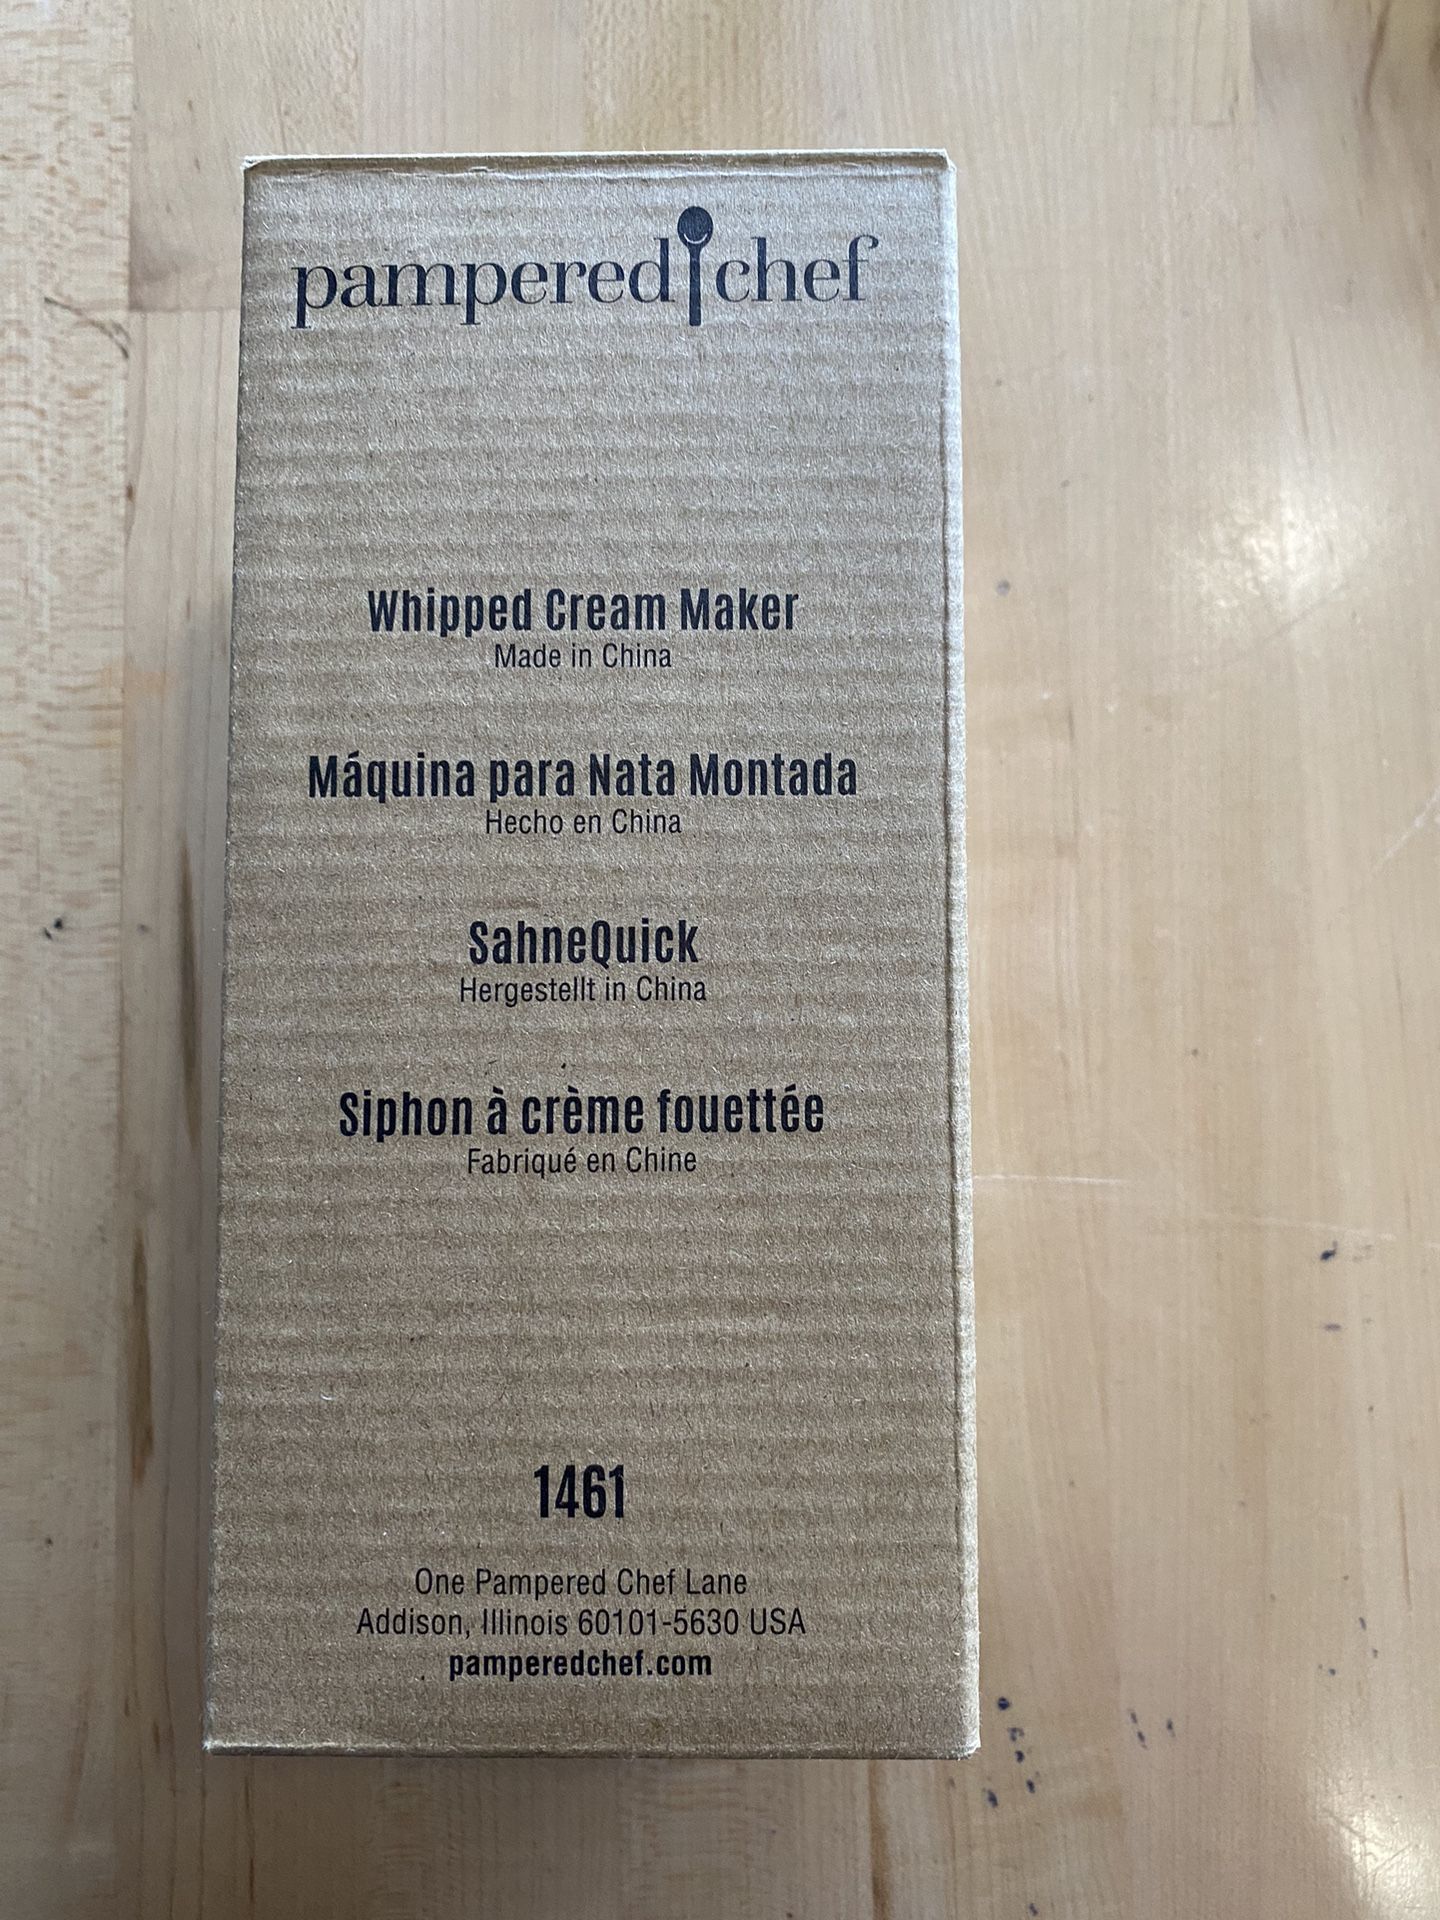 pampered chef
Whipped Cream Maker
Made in China
Máquina para Nata Montada
Hecho en China
SahneQuick
Hergestellt in China
Siphon à crème fouettée
Fabriqué en Chine
1461
One Pampered Chef Lane
Addison, Illinois 60101-5630 USA
pamperedchef.com